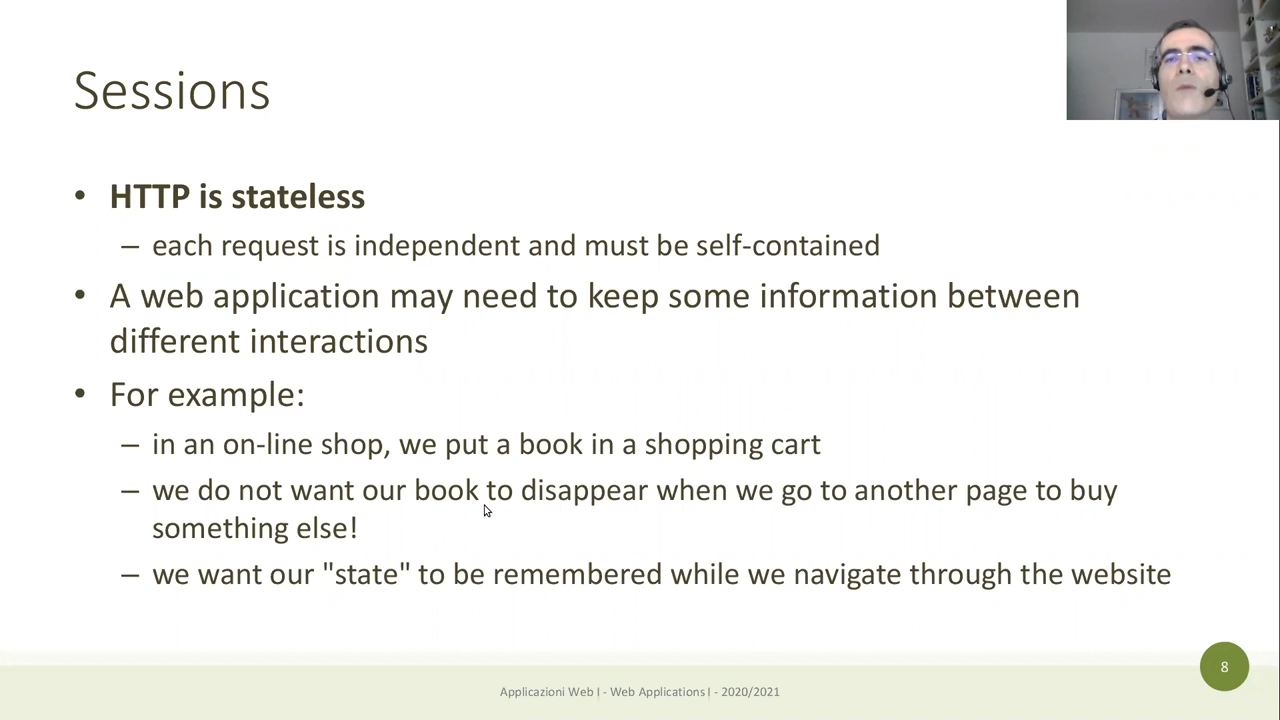 Sessions
• HTTP is stateless
– each request is independent and must be self-contained
• A web application may need to keep some information between
different interactions
• For example:
– in an on-line shop, we put a book in a shopping cart
– we do not want our book to disappear when we go to another page to buy
something else!
– we want our "state" to be remembered while we navigate through the website
8
Applicazioni Web I - Web Applications I - 2020/2021